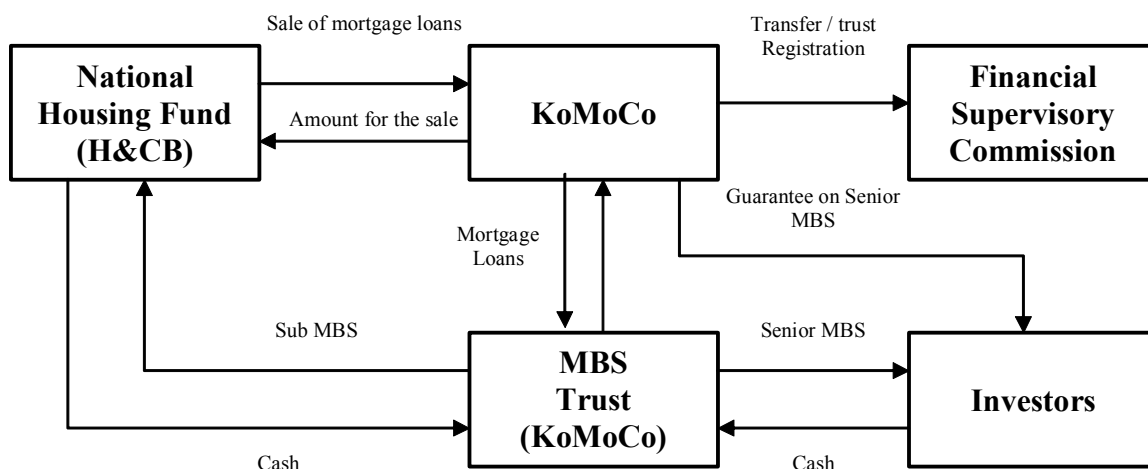 Sale of mortgage loans
Transfer / trust
Registration
National
Housing Fund
(H&CB)
Amount for the sale
KoMoCo
Financial
Supervisory
Commission
Guarantee on Senior
MBS
Mortgage
Loans
Sub MBS
Senior MBS
MBS
Trust
(KoMoCo)
Investors
Cash
Cash